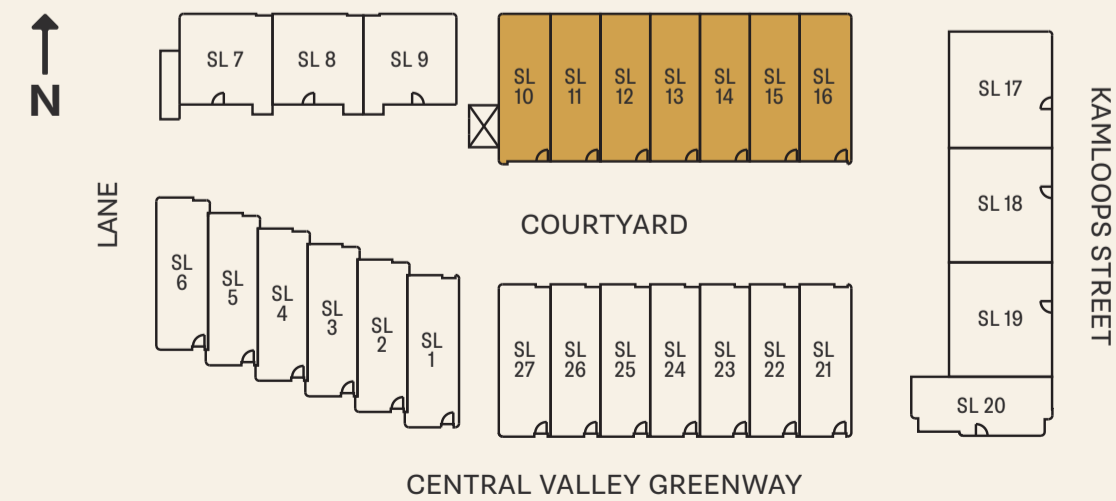 N
SL 7
SL 8
SL 9
SL
10
SL
11
SL
12
SL
13
SL
14
SL
15
SL
16
SL 17
SL 18
SL 19
SL 20
KAMLOOPS STREET
LANE
COURTYARD
SL
6
SL
5
SL
4
SL
3
SL
2
SL
1
SL
27
SL
26
SL
25
SL
24
SL
23
SL
22
SL
21
CENTRAL VALLEY GREENWAY